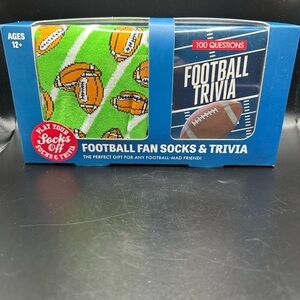 AGES
12+
100 QUESTIONS
FOOTBALL
TRIVIA
PLAY YOUR
Socks
Off
SOCKS & TRIVIA
FOOTBALL FAN SOCKS & TRIVIA
THE PERFECT GIFT FOR ANY FOOTBALL-MAD FRIEND!